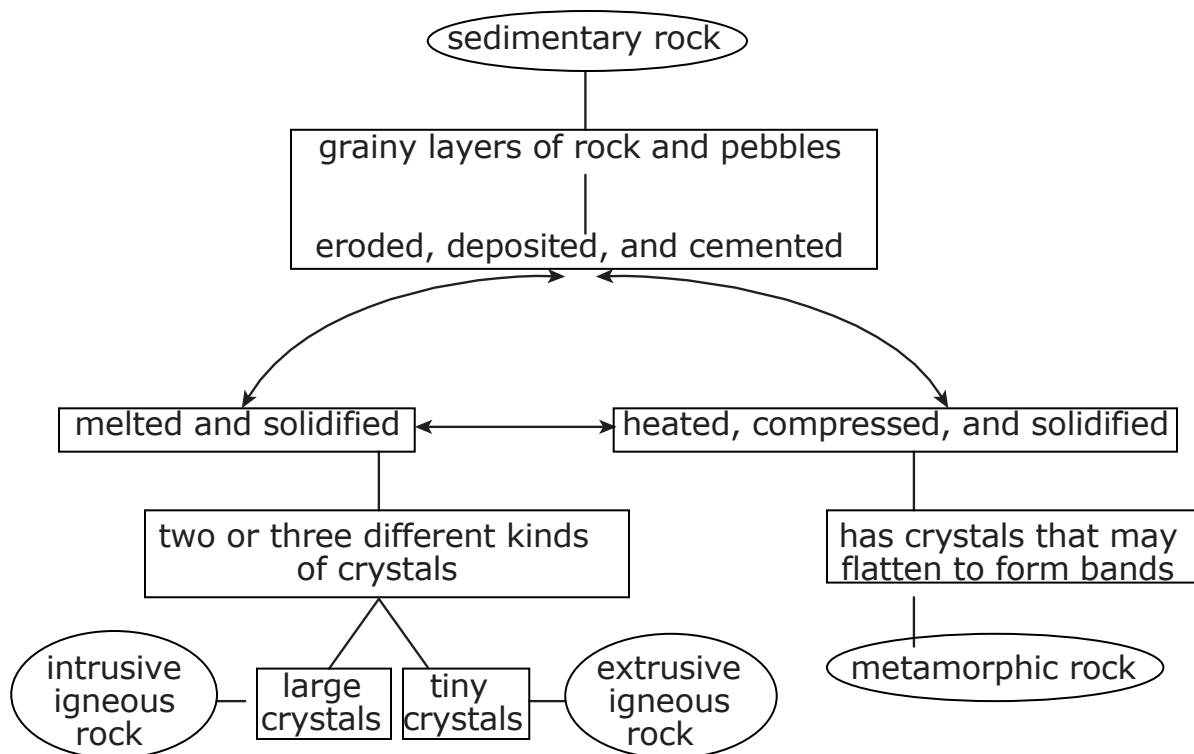 sedimentary rock
grainy layers of rock and pebbles
eroded, deposited, and cemented
melted and solidified
heated, compressed, and solidified
two or three different kinds
of crystals
has crystals that may
flatten to form bands
intrusive
igneous
rock
large
crystals
tiny
crystals
extrusive
igneous
rock
metamorphic rock